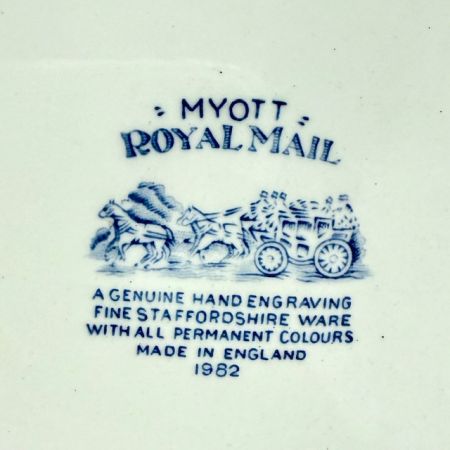 MYOTT
ROYAL MAIL
A GENUINE HAND ENGRAVING
FINE STAFFORDSHIRE WARE
WITH ALL PERMANENT COLOURS
MADE IN ENGLAND
1982